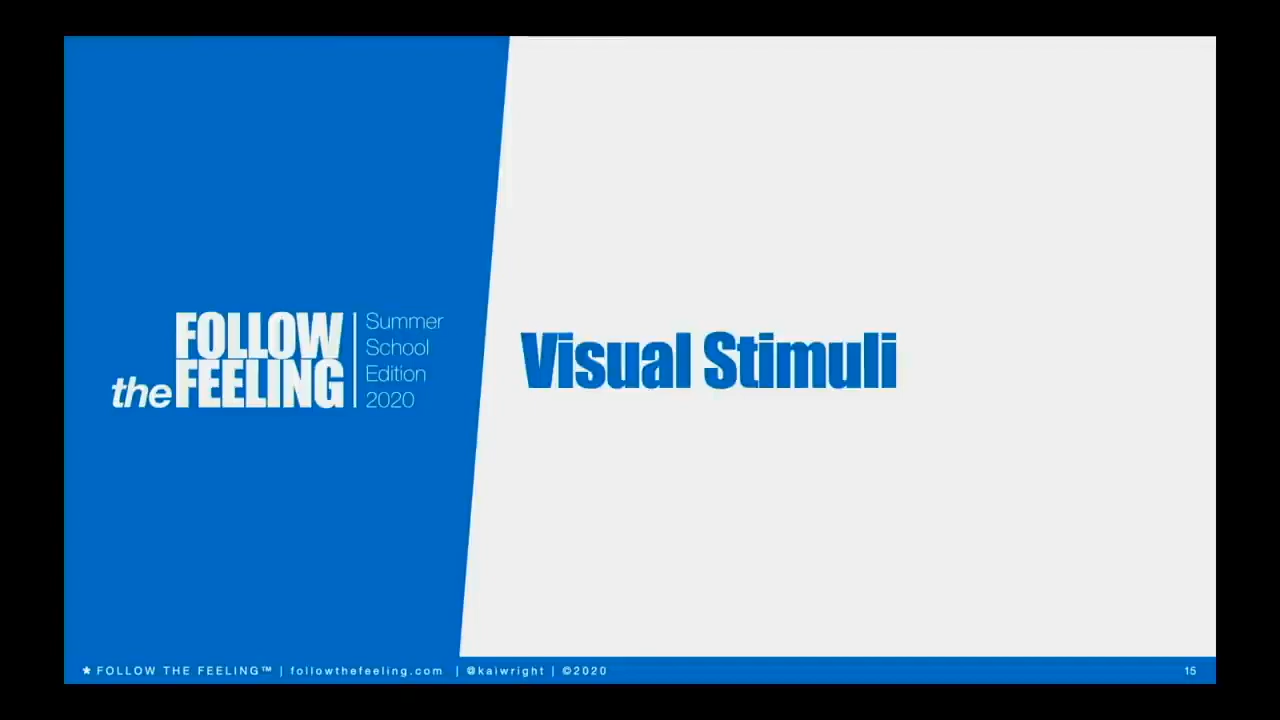 FOLLOW
the FEELING
Summer
School
Edition
2020
Visual Stimuli
★ FOLLOW THE FEELING™ | followthefeeling.com | @kaiwright | ©2020
15